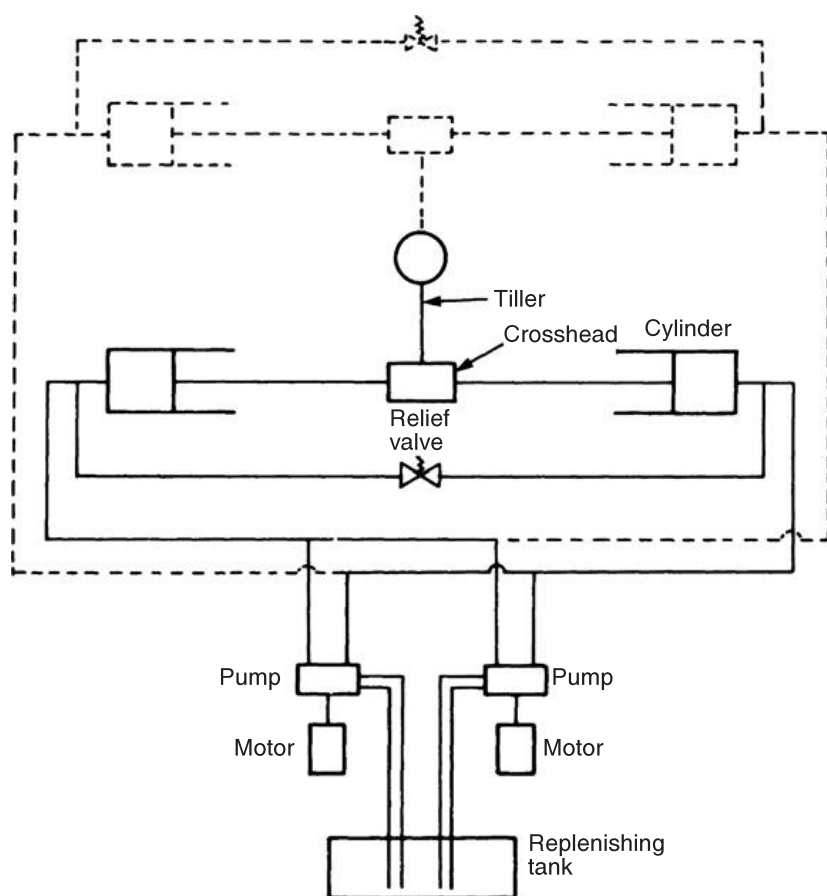 Tiller
Crosshead
Cylinder
Relief
valve
Pump
Pump
Motor
Motor
Replenishing
tank